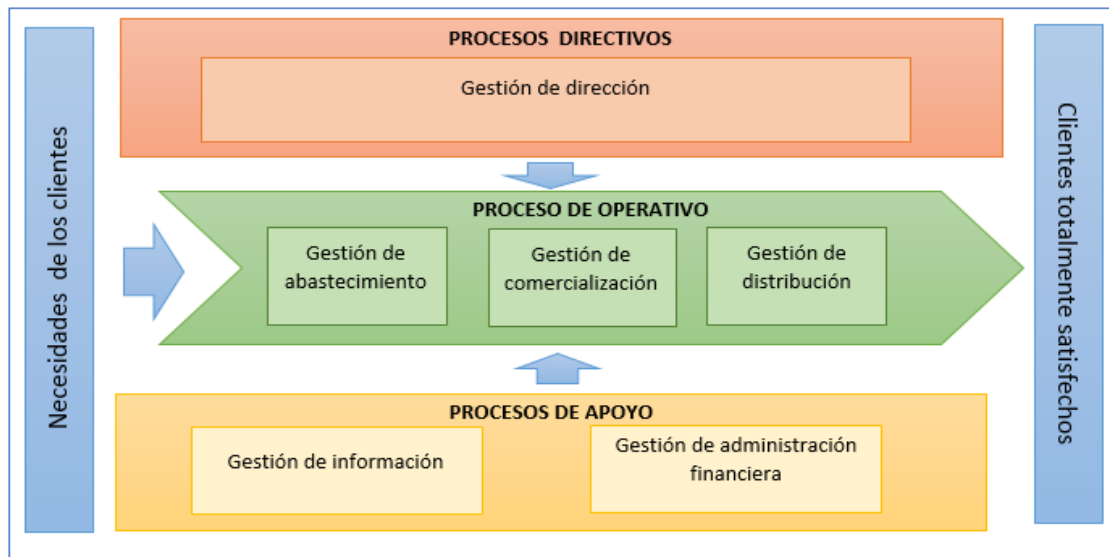 Necesidades de los clientes
PROCESOS DIRECTIVOS
Gestión de dirección
PROCESO DE OPERATIVO
Gestión de
abastecimiento
Gestión de
comercialización
Gestión de
distribución
PROCESOS DE APOYO
Gestión de información
Gestión de administración
financiera
Clientes totalmente satisfechos